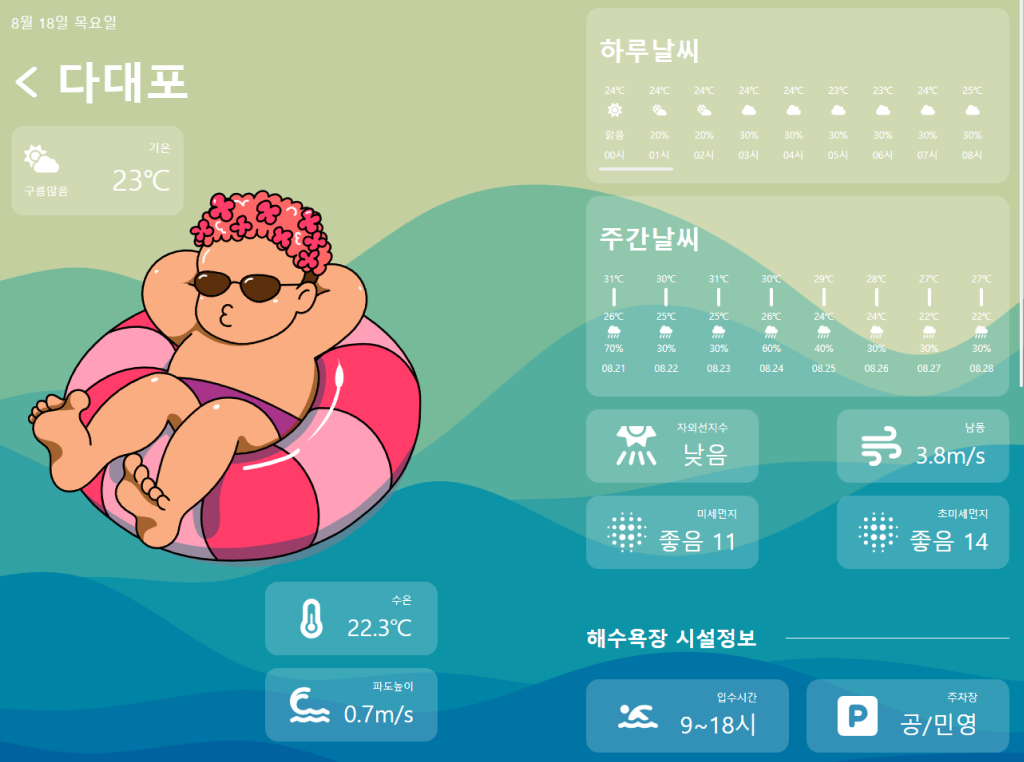 8월 18일 목요일
다대포
기온
구름많음
23℃
수온
22.3℃
파도높이
0.7m/s
하루날씨
24℃ 24℃ 24℃ 24℃ 24℃ 23℃ 23℃ 24℃ 25℃
맑음 20% 20% 30% 30% 30% 30% 30% 30%
00시 01시 02시 03시 04시 05시 06시 07시 08시
주간날씨
31℃ 30℃ 31℃ 30℃ 29℃ 28℃ 27℃ 27℃
26℃ 25℃ 25℃ 26℃ 24℃ 24℃ 22℃ 22℃
70% 30% 30% 60% 40% 30% 30% 30%
08.21 08.22 08.23 08.24 08.25 08.26 08.27 08.28
자외선지수
낮음
남동
3.8m/s
미세먼지
좋음 11
초미세먼지
좋음 14
해수욕장 시설정보
입수시간
9~18시
주차장
P
공/민영